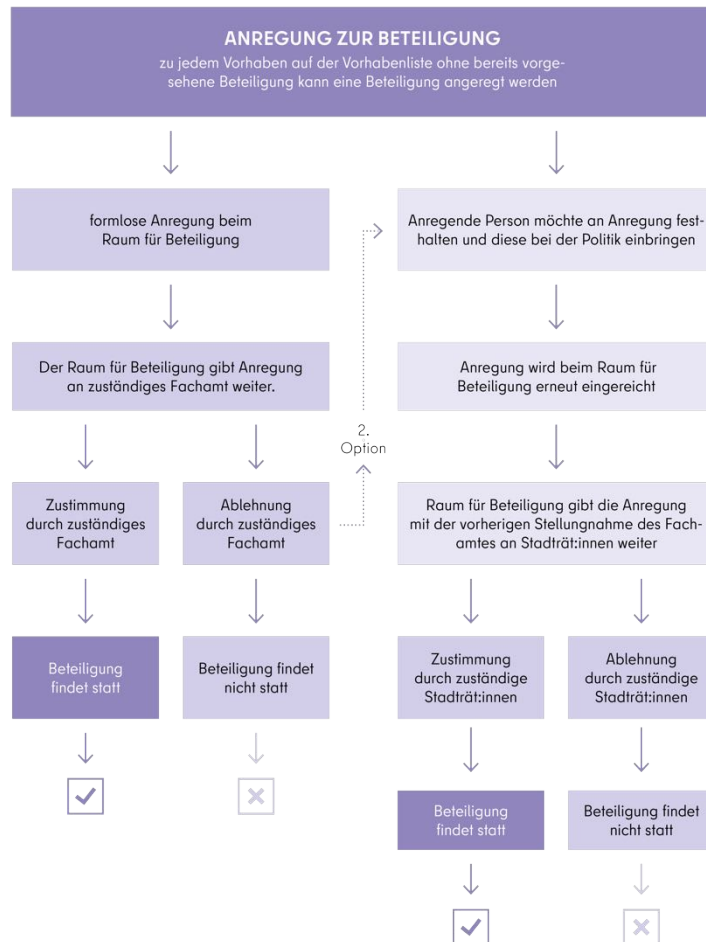 ANREGUNG ZUR BETEILIGUNG
zu jedem Vorhaben auf der Vorhabenliste ohne bereits vorge-
sehene Beteiligung kann eine Beteiligung angeregt werden
formlose Anregung beim
Raum für Beteiligung
Der Raum für Beteiligung gibt Anregung
an zuständiges Fachamt weiter.
Zustimmung
durch zuständiges
Fachamt
Ablehnung
durch zuständiges
Fachamt
Beteiligung
findet statt
Beteiligung findet
nicht statt
2.
Option
Anregende Person möchte an Anregung fest-
halten und diese bei der Politik einbringen
Anregung wird beim Raum für
Beteiligung erneut eingereicht
Raum für Beteiligung gibt die Anregung
mit der vorherigen Stellungnahme des Fach-
amtes an Stadträt:innen weiter
Zustimmung
durch zuständige
Stadträt:innen
Ablehnung
durch zuständige
Stadträt:innen
Beteiligung
findet statt
Beteiligung findet
nicht statt